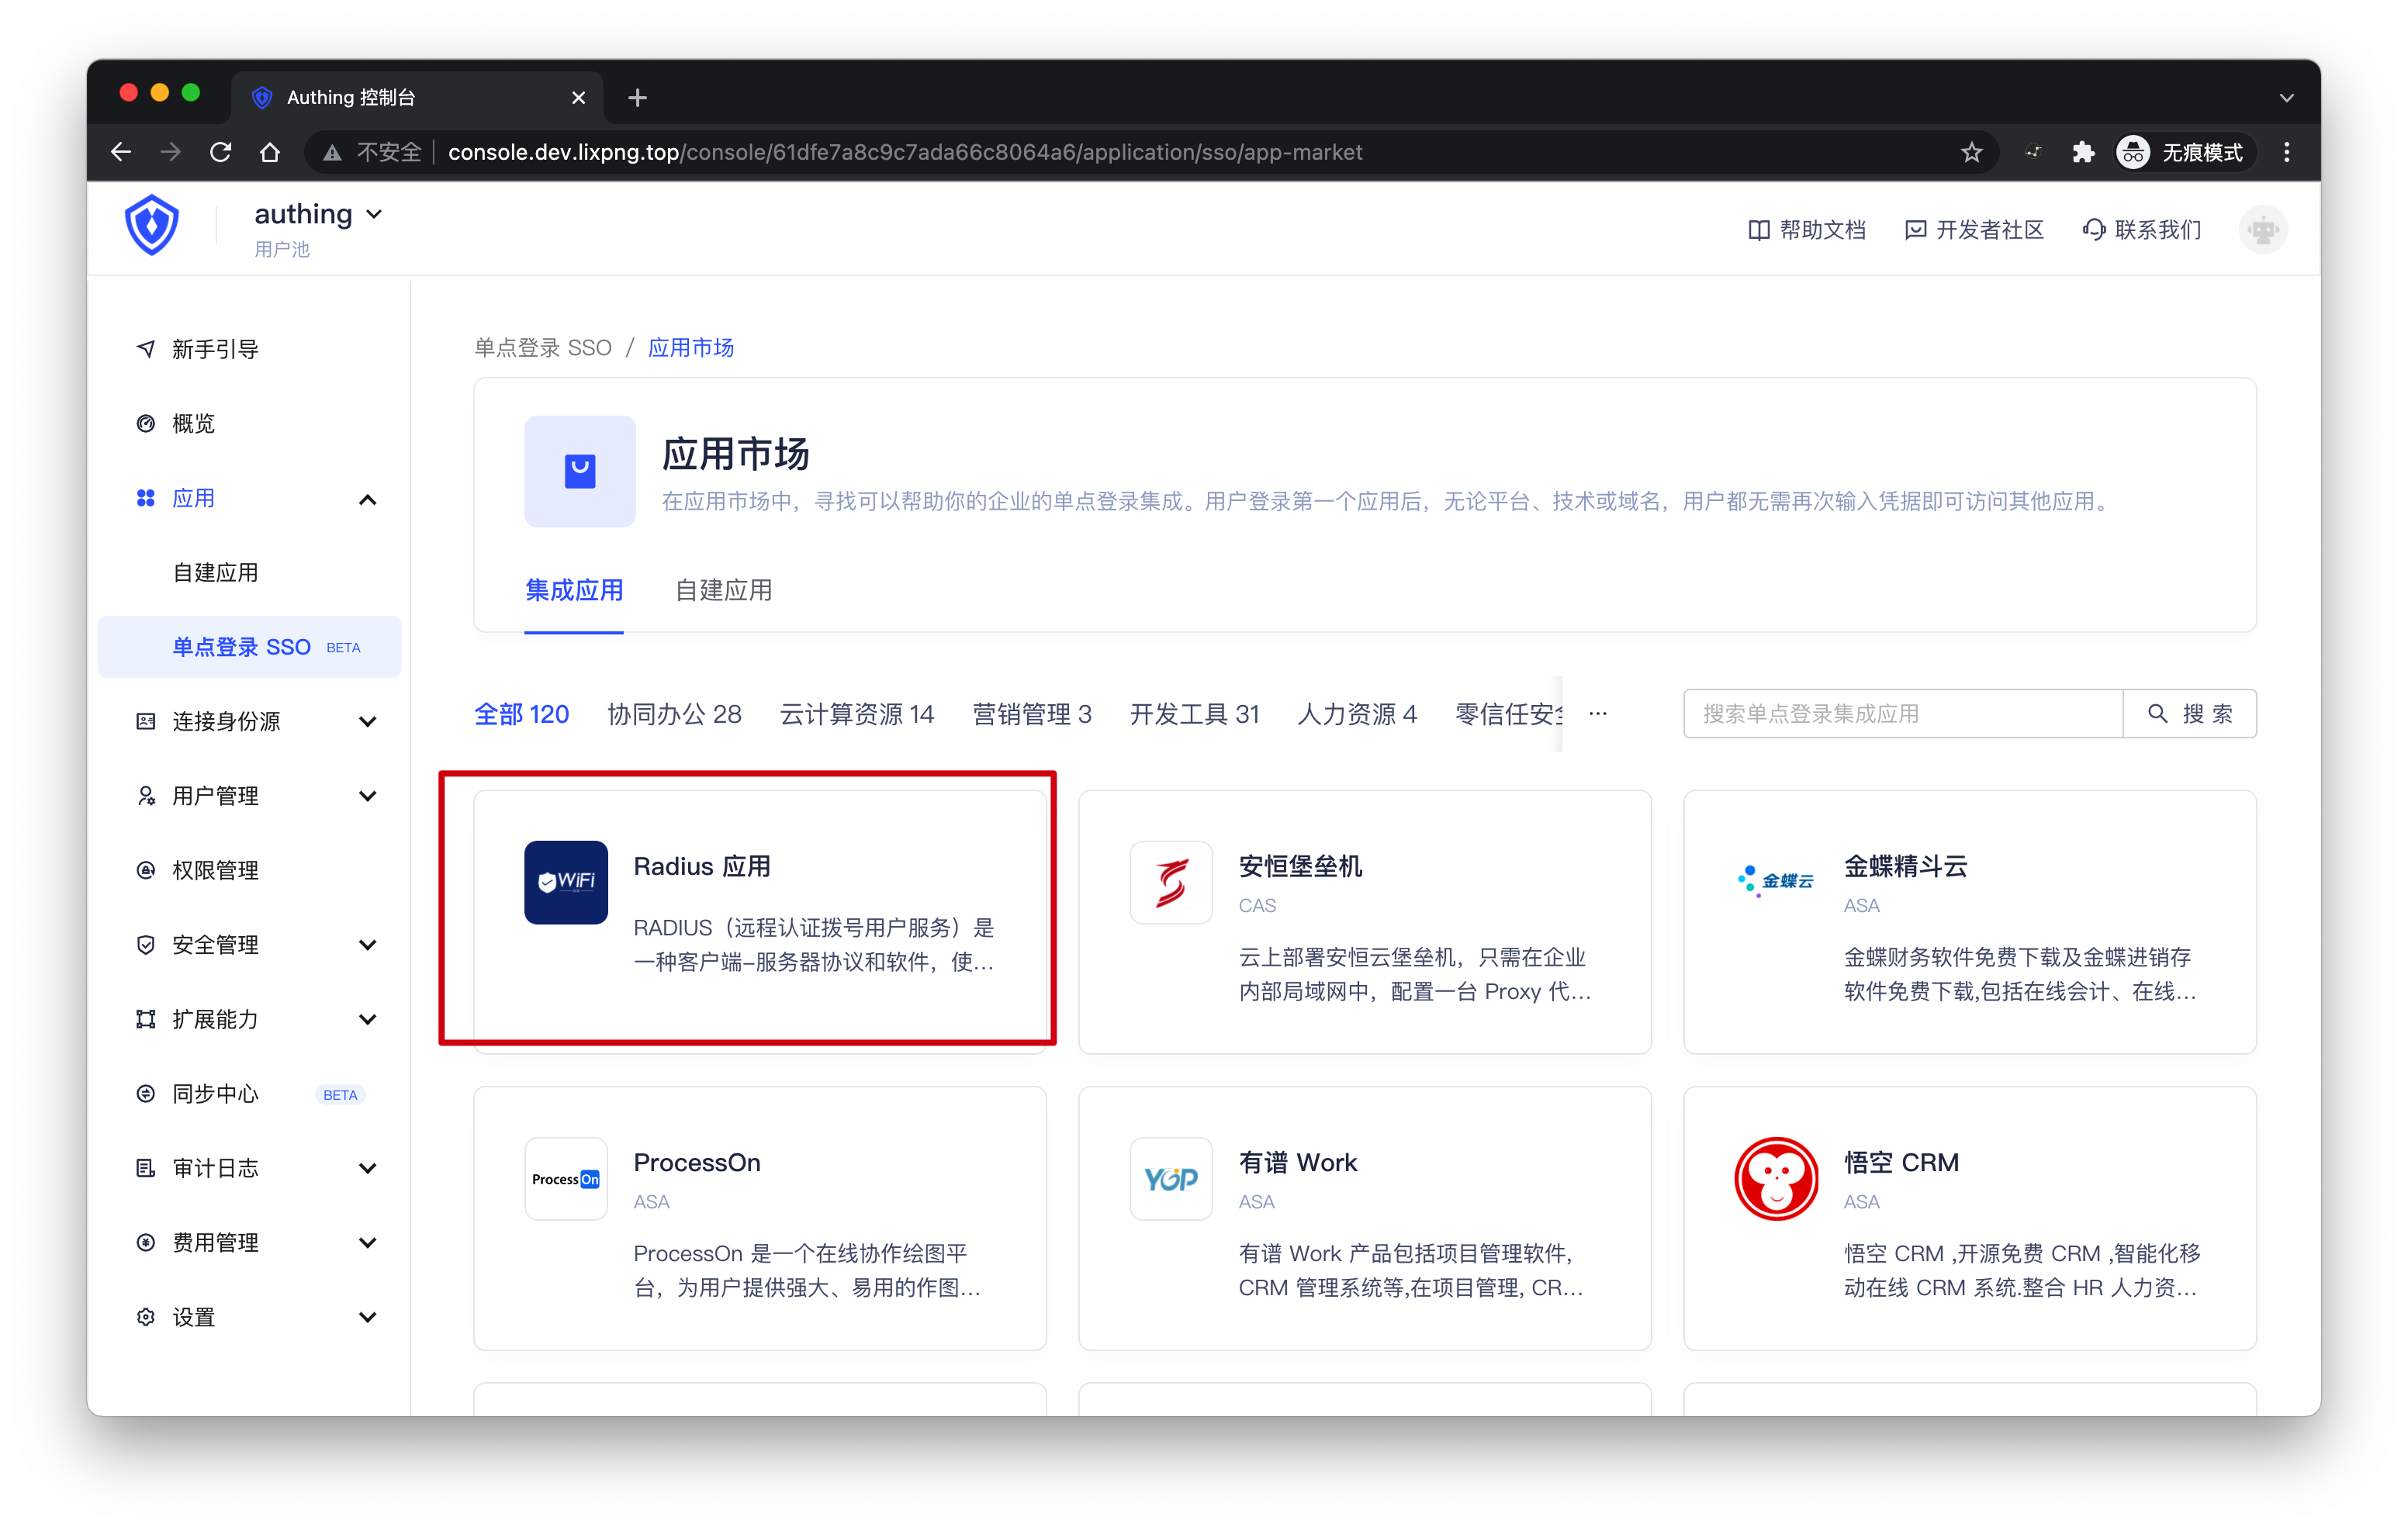 Authing 控制台
不安全 console.dev.lixpng.top/console/61dfe7a8c9c7ada66c8064a6/application/sso/app-market
无痕模式
authing
用户池
帮助文档 开发者社区 联系我们
新手引导
概览
应用
自建应用
单点登录 SSO BETA
连接身份源
用户管理
权限管理
安全管理
扩展能力
同步中心 BETA
审计日志
费用管理
设置
单点登录 SSO / 应用市场
应用市场
在应用市场中，寻找可以帮助你的企业的单点登录集成。用户登录第一个应用后，无论平台、技术或域名，用户都无需再次输入凭据即可访问其他应用。
集成应用 自建应用
全部 120 协同办公 28 云计算资源 14 营销管理 3 开发工具 31 人力资源 4 零信任安全 ···
搜索单点登录集成应用 搜 索
WiFi
Radius 应用
RADIUS（远程认证拨号用户服务）是
一种客户端–服务器协议和软件，使...
安恒堡垒机
CAS
云上部署安恒云堡垒机，只需在企业
内部局域网中，配置一台 Proxy 代...
金蝶云
金蝶精斗云
ASA
金蝶财务软件免费下载及金蝶进销存
软件免费下载,包括在线会计、在线...
ProcessOn
ProcessOn
ASA
ProcessOn 是一个在线协作绘图平
台，为用户提供强大、易用的作图...
YOP
有谱 Work
ASA
有谱 Work 产品包括项目管理软件,
CRM 管理系统等,在项目管理, CR...
悟空 CRM
ASA
悟空 CRM ,开源免费 CRM ,智能化移
动在线 CRM 系统.整合 HR 人力资...